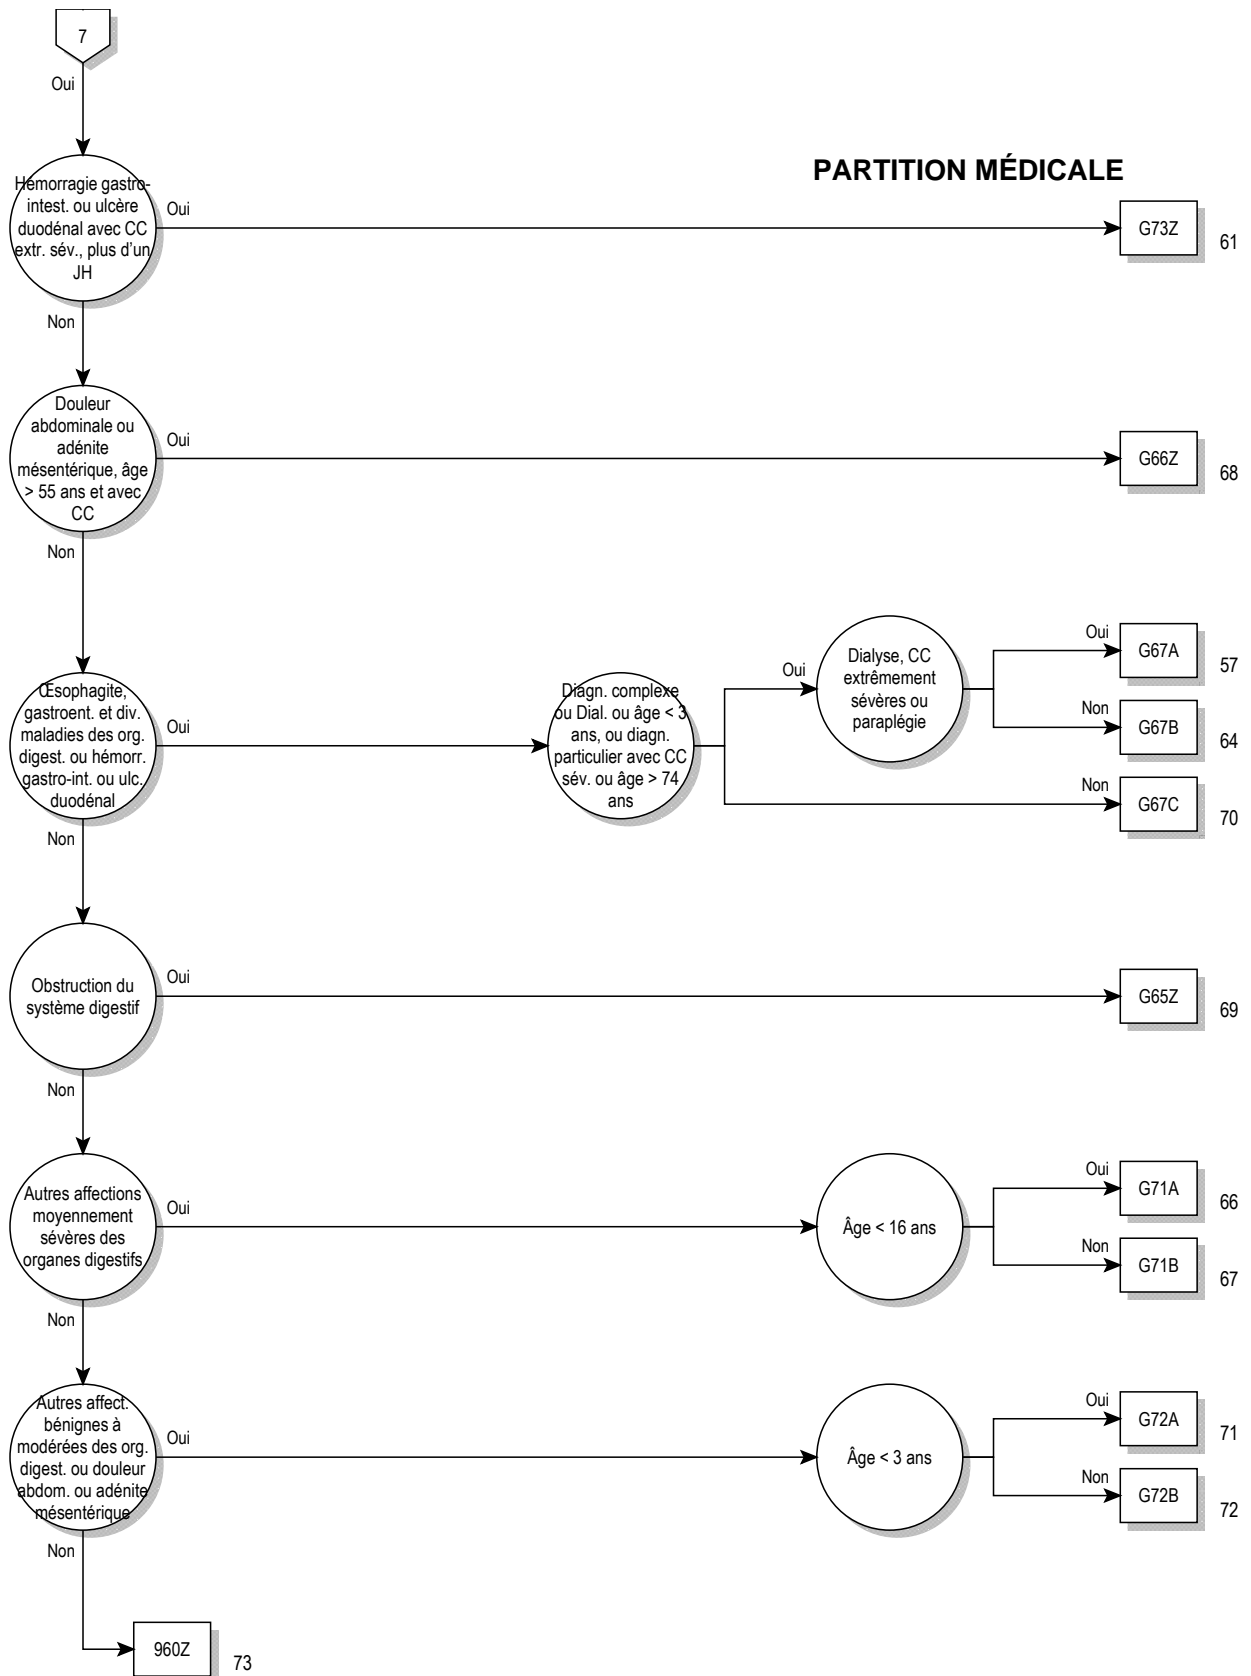 7
Oui
PARTITION MÉDICALE
Hémorragie gastro-
intest. ou ulcère
duodénal avec CC
extr. sév., plus d'un
JH
Oui
G73Z
61
Non
Douleur
abdominale ou
adénite
mésentérique, âge
> 55 ans et avec
CC
Oui
G66Z
68
Non
Œsophagite,
gastroent. et div.
maladies des org.
digest. ou hémorr.
gastro-int. ou ulc.
duodénal
Oui
Diagn. complexe
ou Dial. ou âge < 3
ans, ou diagn.
particulier avec CC
sév. ou âge > 74
ans
Oui
Dialyse, CC
extrêmement
sévères ou
paraplégie
Oui
G67A
57
Non
G67B
64
Non
G67C
70
Non
Obstruction du
système digestif
Oui
G65Z
69
Non
Autres affections
moyennement
sévères des
organes digestifs
Oui
Âge < 16 ans
Oui
G71A
66
Non
G71B
67
Non
Autres affect.
bénignes à
modérées des org.
digest. ou douleur
abdom. ou adénite
mésentérique
Oui
Âge < 3 ans
Oui
G72A
71
Non
G72B
72
Non
960Z
73